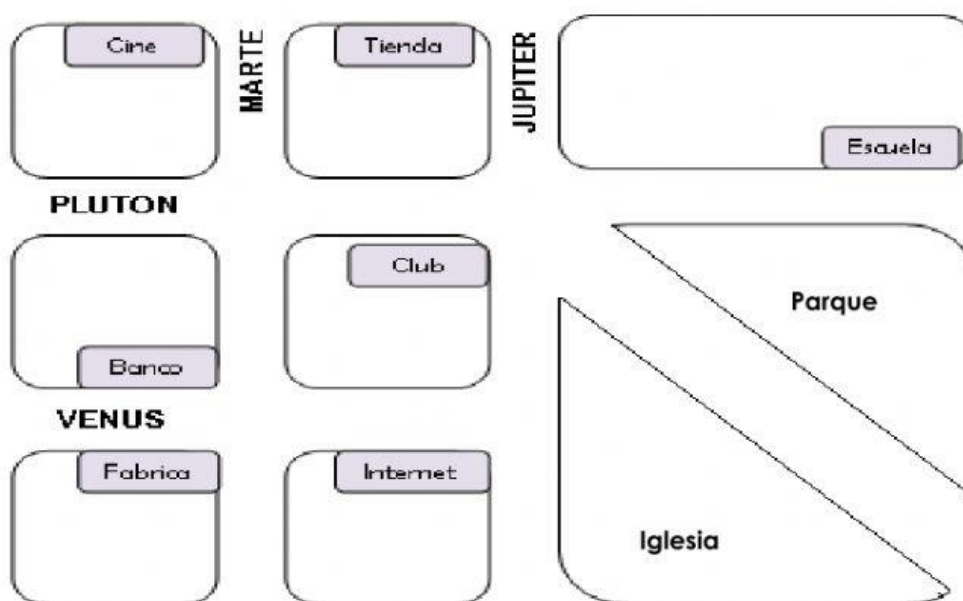 Cine
MARTE
Tienda
JUPITER
Escuela
PLUTON
Club
Parque
Banco
VENUS
Fabrica
Internet
Iglesia